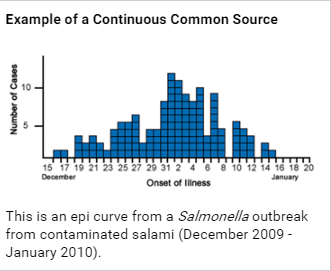 Example of a Continuous Common Source
Number of Cases
10
5
15 17 19 21 23 25 27 29 31 2 4 6 8 10 12 14 16 18 20
December January
Onset of Illness
This is an epi curve from a Salmonella outbreak
from contaminated salami (December 2009 -
January 2010).